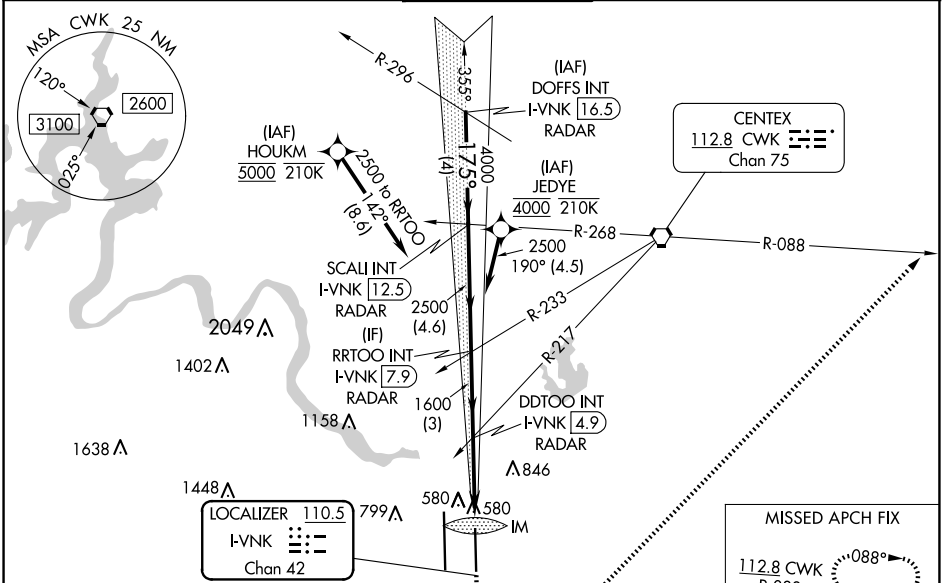 MSA CWK 25 NM
120°
3100
2600
025°
R-296
355°
(IAF)
DOFFS INT
I-VNK 16.5
RADAR
(IAF)
HOUKM
5000 210K
2500 to RRTOO
142°
(8.6)
4000
175°
(4)
(IAF)
JEDYE
4000 210K
CENTEX
112.8 CWK
Chan 75
R-268
R-088
2500
190° (4.5)
SCALI INT
I-VNK 12.5
RADAR
2500
(4.6)
R-233
R-217
(IF)
RRTOO INT
I-VNK 7.9
RADAR
1600
(3)
DDTOO INT
I-VNK 4.9
RADAR
2049
1402
1158
1638
846
1448
799
580
580
IM
LOCALIZER 110.5
I-VNK
Chan 42
MISSED APCH FIX
112.8 CWK
088°